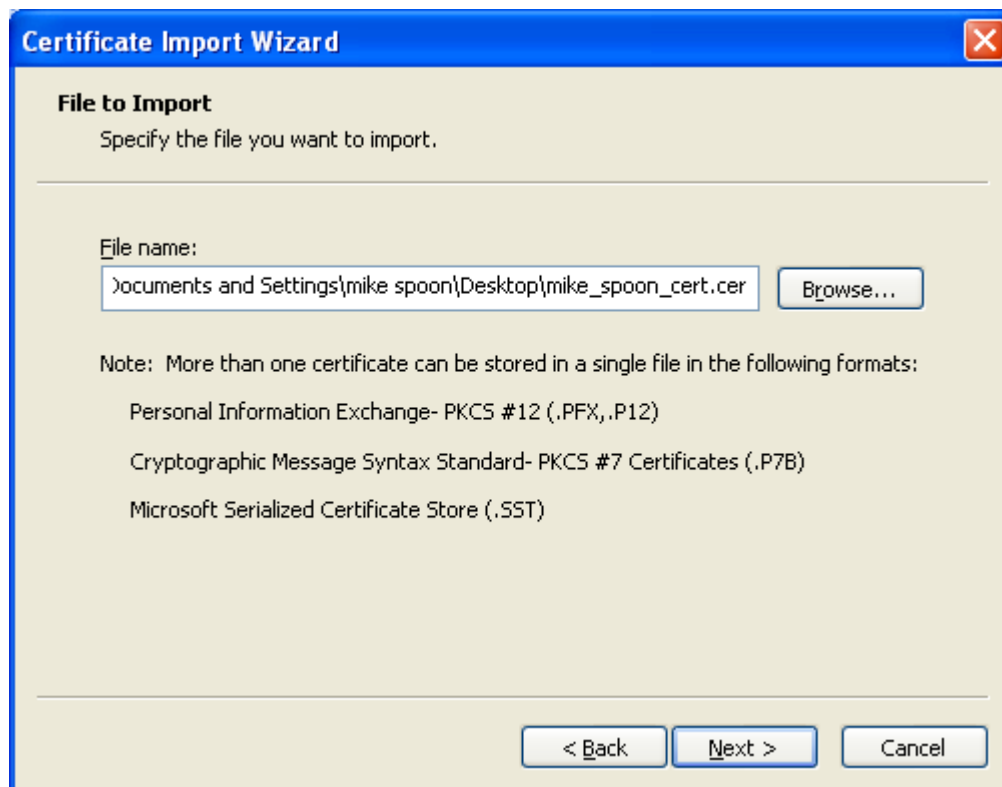 Certificate Import Wizard
File to Import
Specify the file you want to import.
File name:
Documents and Settings\mike spoon\Desktop\mike_spoon_cert.cer
Browse...
Note: More than one certificate can be stored in a single file in the following formats:
Personal Information Exchange- PKCS #12 (.PFX,.P12)
Cryptographic Message Syntax Standard- PKCS #7 Certificates (.P7B)
Microsoft Serialized Certificate Store (.SST)
< Back
Next >
Cancel